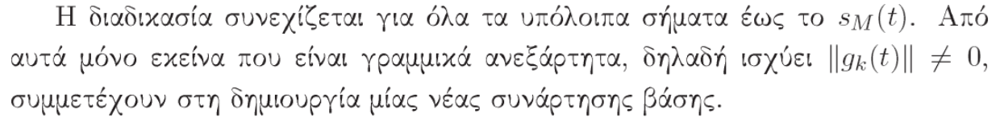 Η διαδικασία συνεχίζεται για όλα τα υπόλοιπα σήματα έως το $s_M(t)$. Από
αυτά μόνο εκείνα που είναι γραμμικά ανεξάρτητα, δηλαδή ισχύει $\|g_k(t)\| \neq 0$,
συμμετέχουν στη δημιουργία μίας νέας συνάρτησης βάσης.